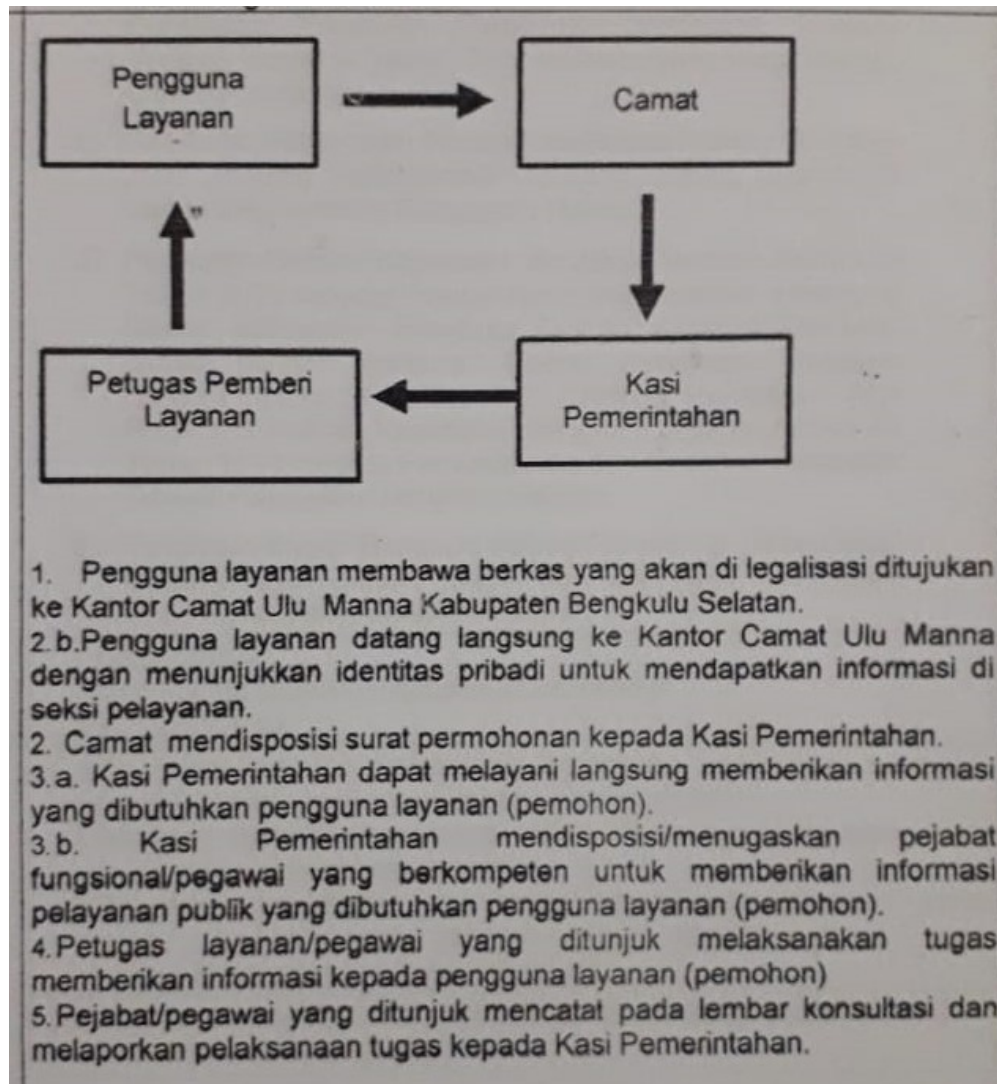 Pengguna
Layanan
Camat
Petugas Pemberi
Layanan
Kasi
Pemerintahan
1. Pengguna layanan membawa berkas yang akan di legalisasi ditujukan
ke Kantor Camat Ulu Manna Kabupaten Bengkulu Selatan.
2.b.Pengguna layanan datang langsung ke Kantor Camat Ulu Manna
dengan menunjukkan identitas pribadi untuk mendapatkan informasi di
seksi pelayanan.
2. Camat mendisposisi surat permohonan kepada Kasi Pemerintahan.
3.a. Kasi Pemerintahan dapat melayani langsung memberikan informasi
yang dibutuhkan pengguna layanan (pemohon).
3.b. Kasi Pemerintahan mendisposisi/menugaskan pejabat
fungsional/pegawai yang berkompeten untuk memberikan informasi
pelayanan publik yang dibutuhkan pengguna layanan (pemohon).
4.Petugas layanan/pegawai yang ditunjuk melaksanakan tugas
memberikan informasi kepada pengguna layanan (pemohon)
5.Pejabat/pegawai yang ditunjuk mencatat pada lembar konsultasi dan
melaporkan pelaksanaan tugas kepada Kasi Pemerintahan.